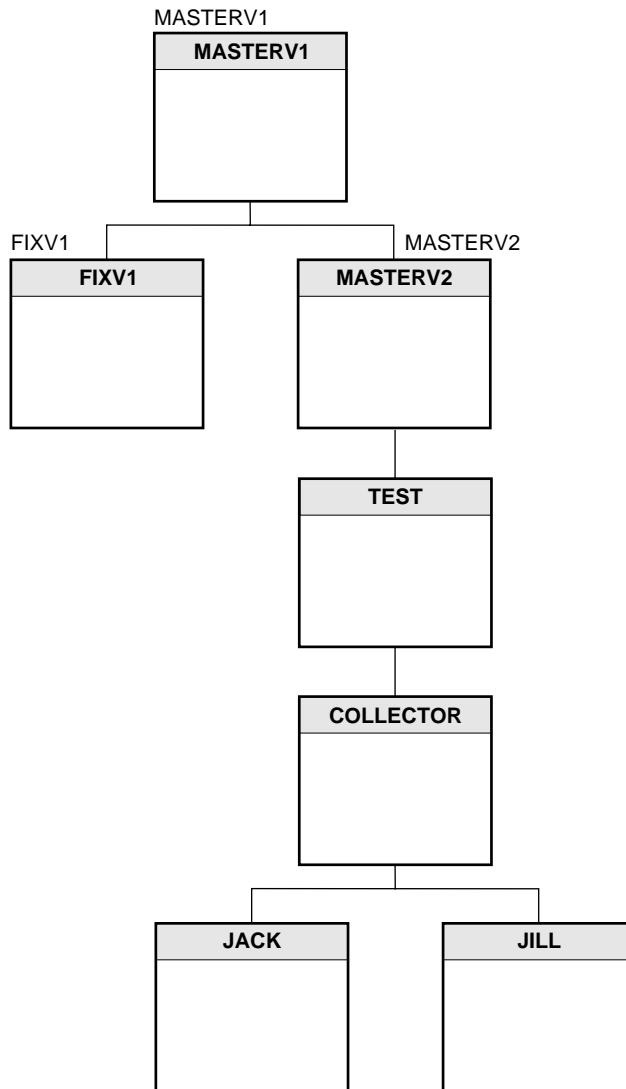 MASTERV1
MASTERV1
FIXV1
MASTERV2
FIXV1
MASTERV2
TEST
COLLECTOR
JACK
JILL